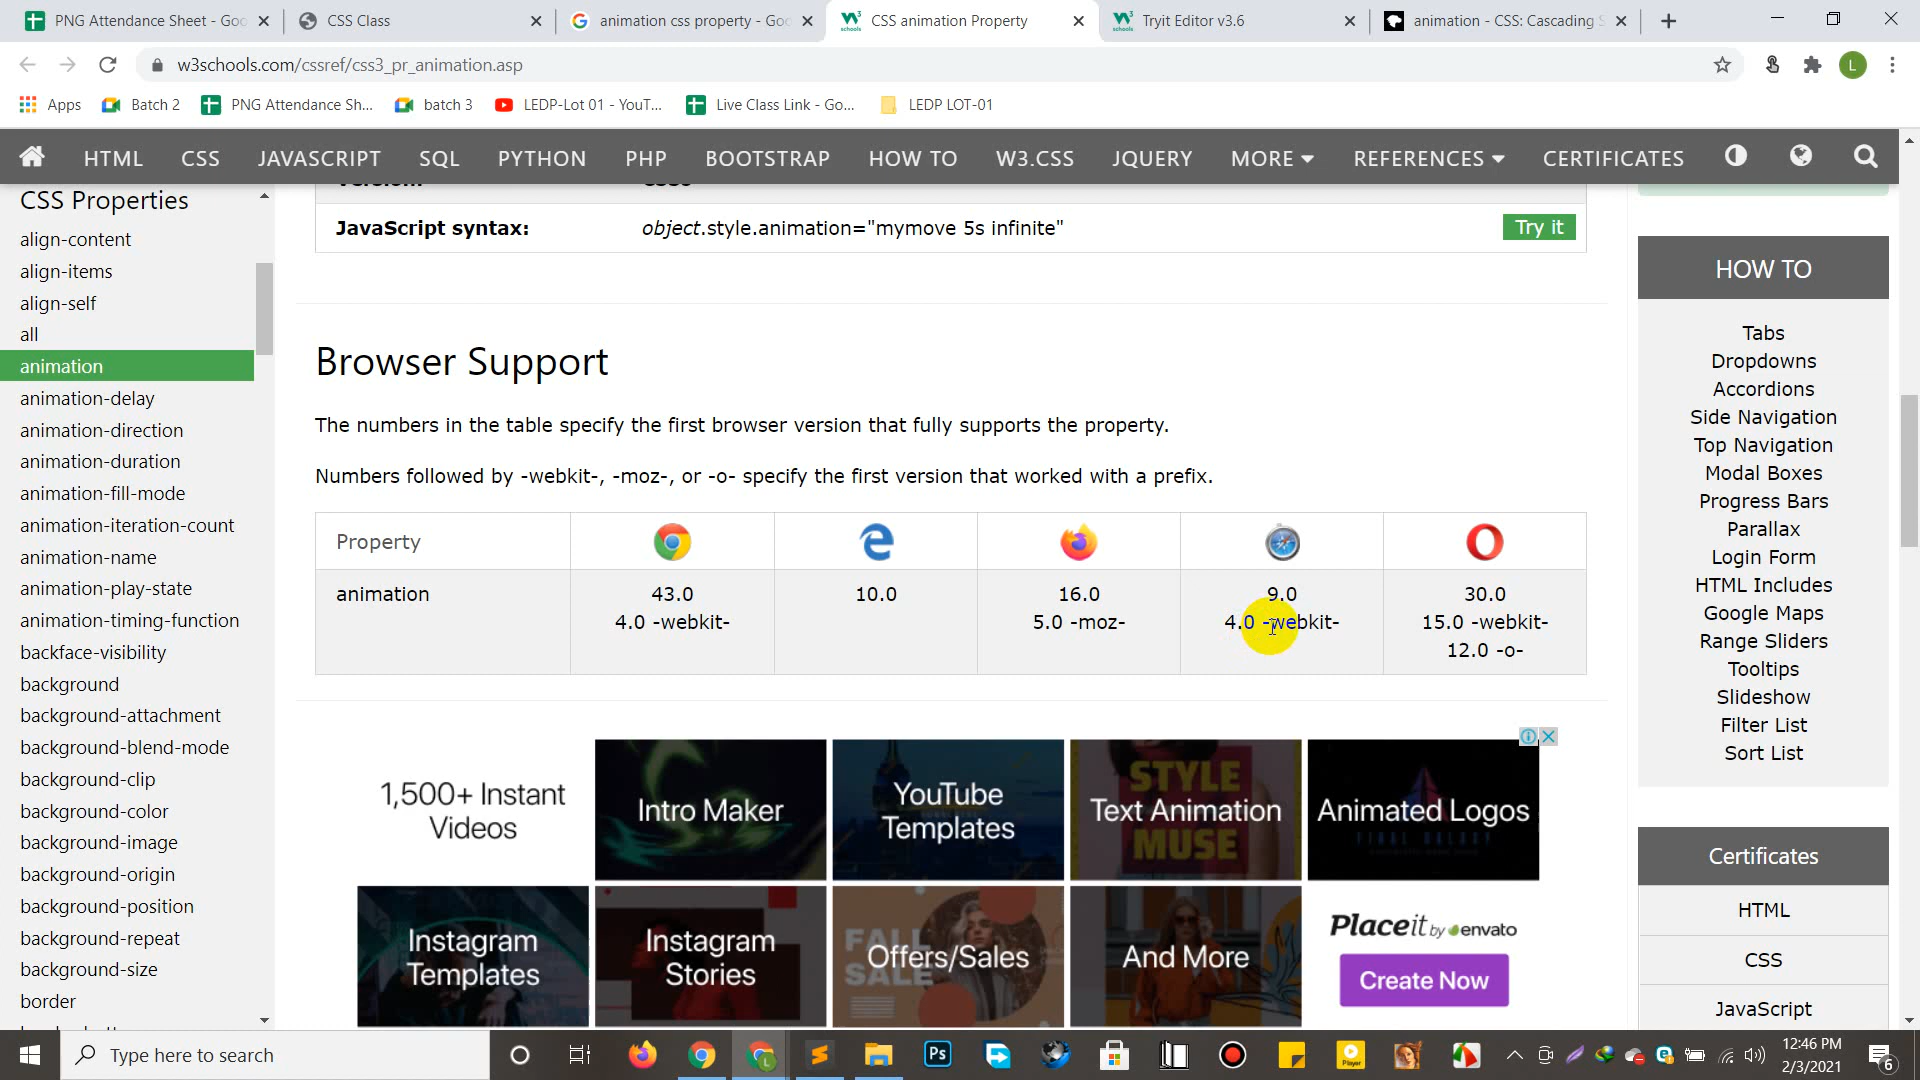 PNG Attendance Sheet - Goo
CSS Class
animation css property - Goo
CSS animation Property
Tryit Editor v3.6
animation - CSS: Cascading S
w3schools.com/cssref/css3_pr_animation.asp
L
Apps
Batch 2
PNG Attendance Sh...
batch 3
LEDP-Lot 01 - YouT...
Live Class Link - Go...
LEDP LOT-01
HTML
CSS
JAVASCRIPT
SQL
PYTHON
PHP
BOOTSTRAP
HOW TO
W3.CSS
JQUERY
MORE
REFERENCES
CERTIFICATES
CSS Properties
align-content
align-items
align-self
all
animation
animation-delay
animation-direction
animation-duration
animation-fill-mode
animation-iteration-count
animation-name
animation-play-state
animation-timing-function
backface-visibility
background
background-attachment
background-blend-mode
background-clip
background-color
background-image
background-origin
background-position
background-repeat
background-size
border
JavaScript syntax:
object.style.animation="mymove 5s infinite"
Try it
Browser Support
The numbers in the table specify the first browser version that fully supports the property.
Numbers followed by -webkit-, -moz-, or -o- specify the first version that worked with a prefix.
Property
animation
43.0
4.0 -webkit-
10.0
16.0
5.0 -moz-
9.0
4.0 -webkit-
30.0
15.0 -webkit-
12.0 -o-
1,500+ Instant
Videos
Intro Maker
YouTube
Templates
STYLE
Text Animation
MUSE
Animated Logos
Instagram
Templates
Instagram
Stories
FALL
SALE
Offers/Sales
And More
Placeit by envato
Create Now
HOW TO
Tabs
Dropdowns
Accordions
Side Navigation
Top Navigation
Modal Boxes
Progress Bars
Parallax
Login Form
HTML Includes
Google Maps
Range Sliders
Tooltips
Slideshow
Filter List
Sort List
Certificates
HTML
CSS
JavaScript
Type here to search
12:46 PM
2/3/2021
6